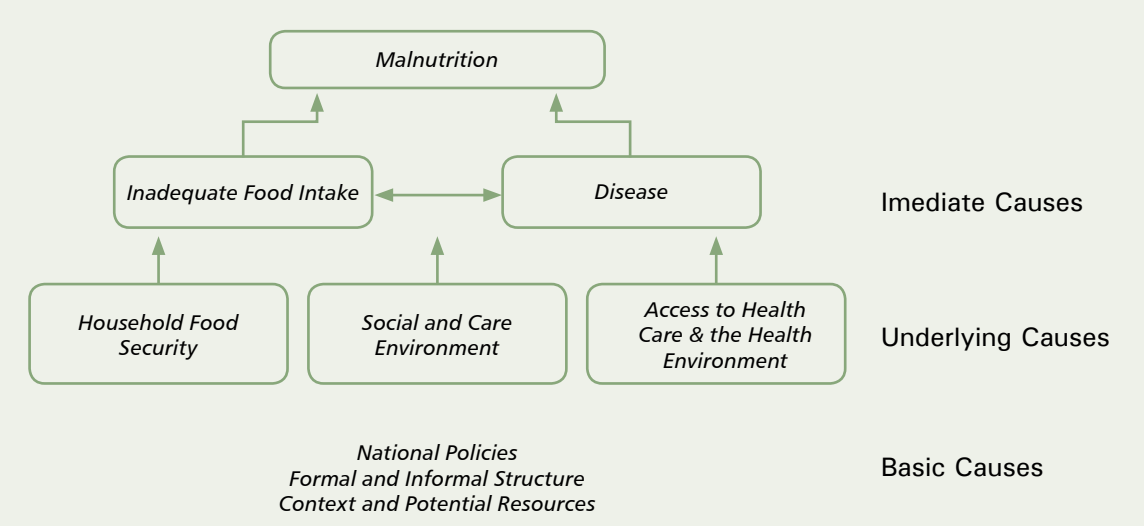 Malnutrition
Inadequate Food Intake
Disease
Imediate Causes
Household Food
Security
Social and Care
Environment
Access to Health
Care & the Health
Environment
Underlying Causes
National Policies
Formal and Informal Structure
Context and Potential Resources
Basic Causes